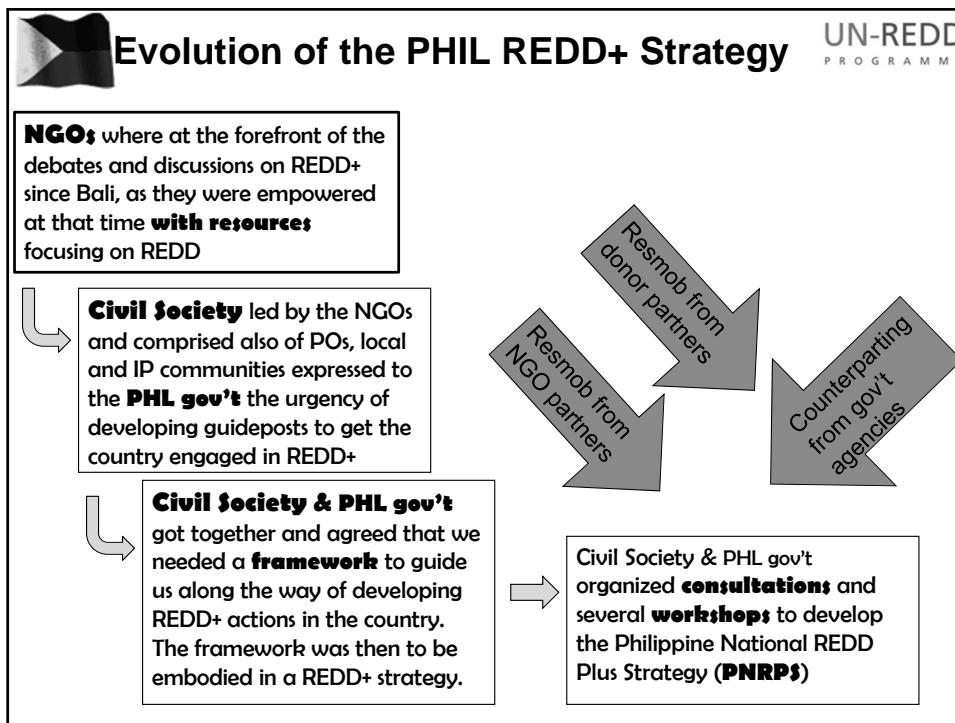 Evolution of the PHIL REDD+ Strategy
UN-REDD
PROGRAMM
NGOs where at the forefront of the
debates and discussions on REDD+
since Bali, as they were empowered
at that time with resources
focusing on REDD
Civil Society led by the NGOs
and comprised also of POs, local
and IP communities expressed to
the PHL gov't the urgency of
developing guideposts to get the
country engaged in REDD+
Civil Society & PHL gov't
got together and agreed that we
needed a framework to guide
us along the way of developing
REDD+ actions in the country.
The framework was then to be
embodied in a REDD+ strategy.
Resmob from
NGO partners
Resmob from
donor partners
Counterparting
from gov't
agencies
Civil Society & PHL gov't
organized consultations and
several workshops to develop
the Philippine National REDD
Plus Strategy (PNRPS)